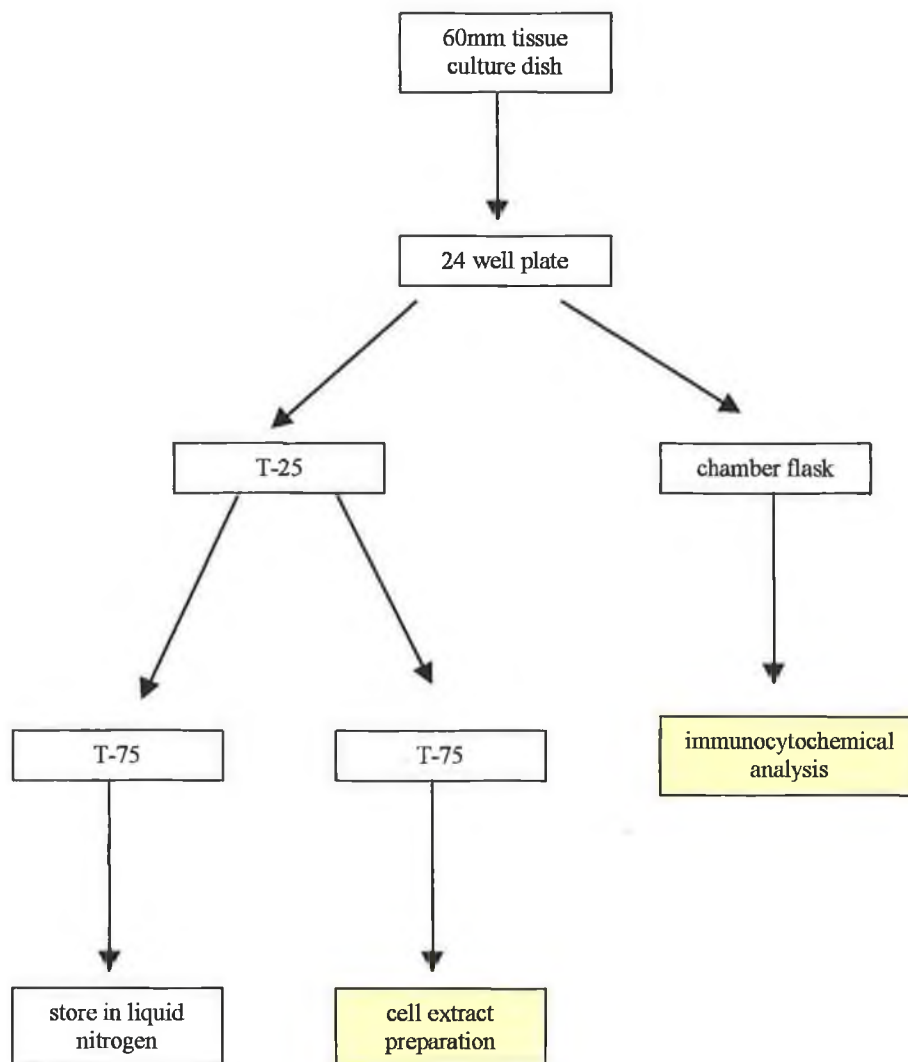 60mm tissue
culture dish
24 well plate
T-25
chamber flask
T-75
T-75
immunocytochemical
analysis
store in liquid
nitrogen
cell extract
preparation